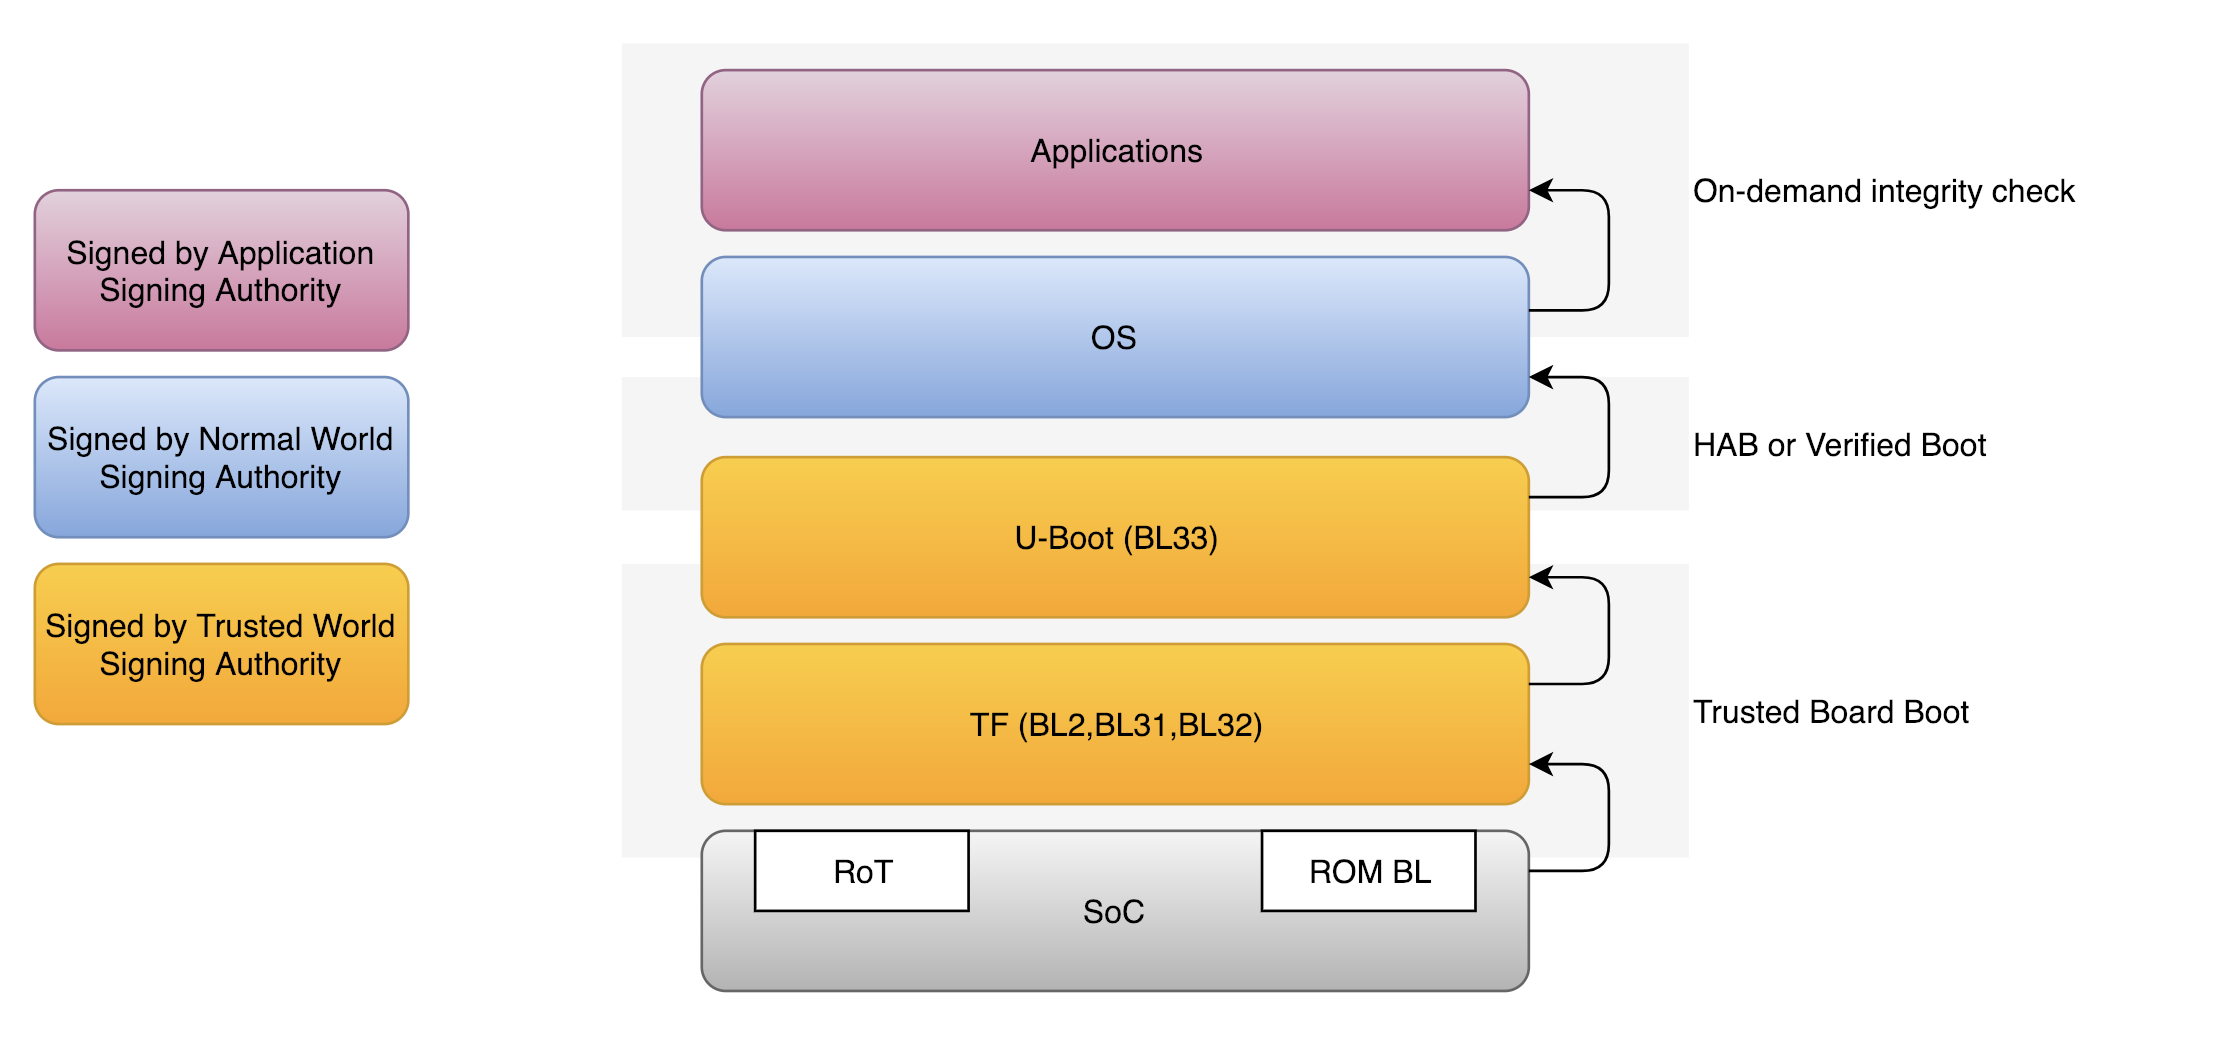 Signed by Application
Signing Authority
Signed by Normal World
Signing Authority
Signed by Trusted World
Signing Authority
Applications
On-demand integrity check
OS
HAB or Verified Boot
U-Boot (BL33)
TF (BL2,BL31,BL32)
Trusted Board Boot
RoT
ROM BL
SoC